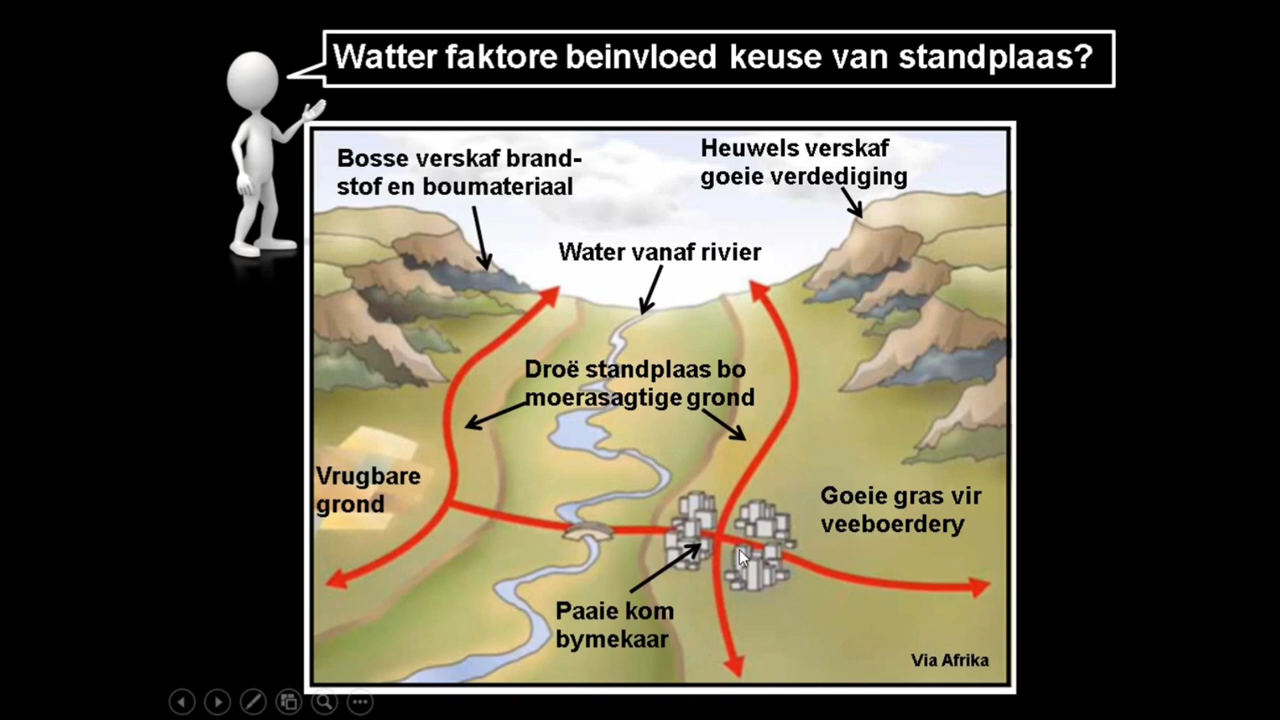 Watter faktore beinvloed keuse van standplaas?
Bosse verskaf brand-
stof en boumateriaal
Heuwels verskaf
goeie verdediging
Water vanaf rivier
Droë standplaas bo
moerasagtige grond
Vrugbare
grond
Goeie gras vir
veeboerdery
Paaie kom
bymekaar
Via Afrika